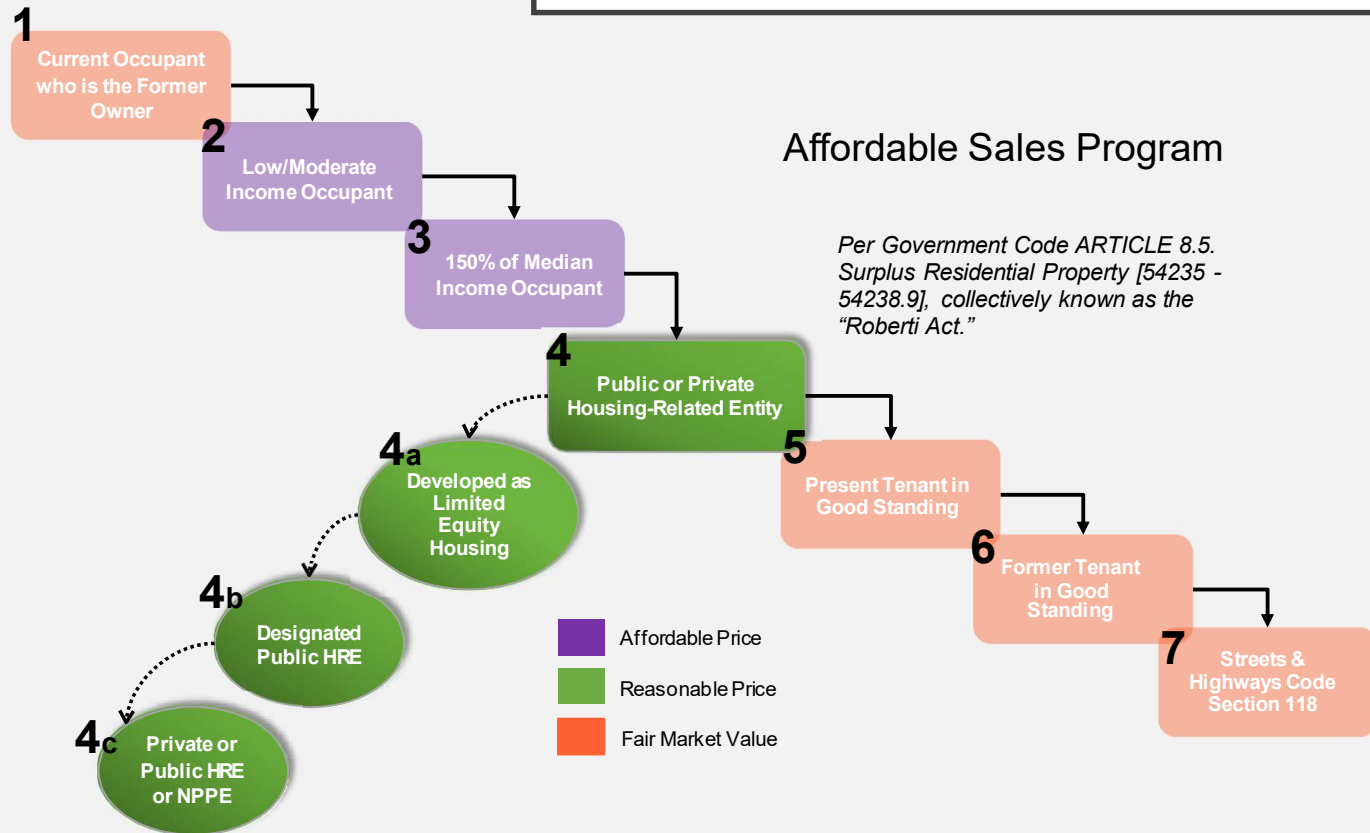 1
Current Occupant
who is the Former
Owner
2
Low/Moderate
Income Occupant
Affordable Sales Program
3
150% of Median
Income Occupant
Per Government Code ARTICLE 8.5.
Surplus Residential Property [54235 -
54238.9], collectively known as the
“Roberti Act.”
4
Public or Private
Housing-Related Entity
4a
Developed as
Limited
Equity
Housing
5
Present Tenant in
Good Standing
6
Former Tenant
in Good
Standing
4b
Designated
Public HRE
7
Streets &
Highways Code
Section 118
4c
Private or
Public HRE
or NPPE
Affordable Price
Reasonable Price
Fair Market Value